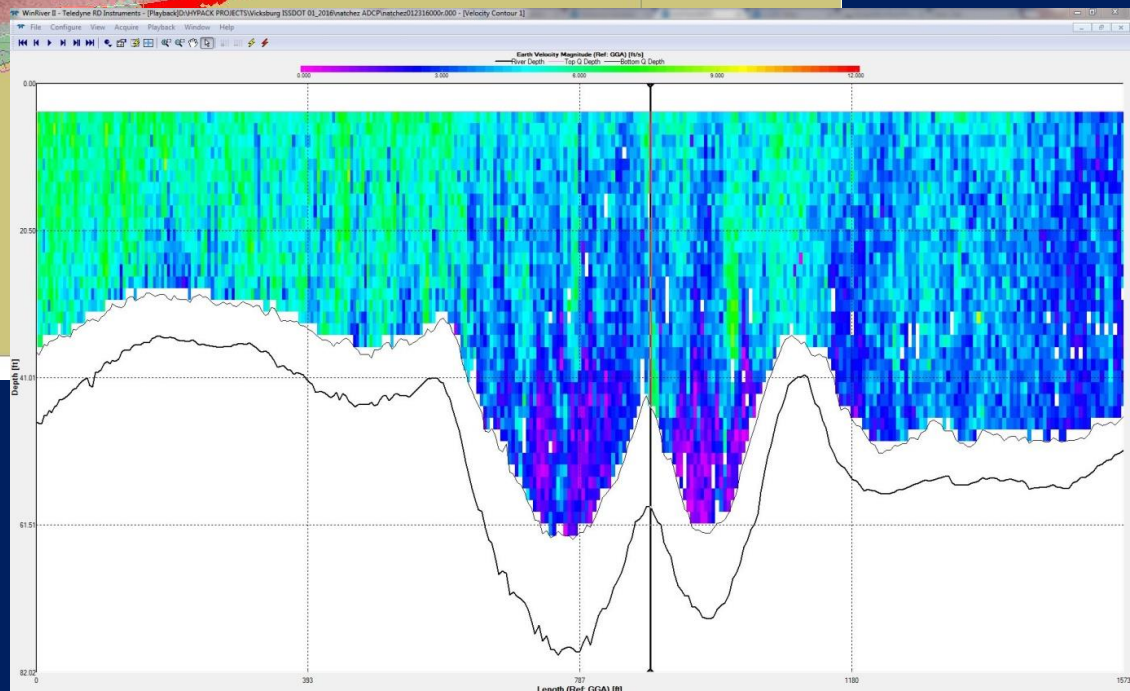 WinRiver II - Teledyne RD Instruments - [Playback]D:\HYPACK PROJECTS\Vicksburg ISSDOT 01_2016\natchez ADCP\natchez012316000r.000 - [Velocity Contour 1]
File Configure View Acquire Playback Window Help
Earth Velocity Magnitude (Ref: GGA) [ft/s]
River Depth Top Q Depth Bottom Q Depth
0.000 3.000 6.000 9.000 12.000
0.00
20.50
41.01
61.51
82.02
Depth [ft]
0 393 787 1180 1573
Length (Ref: GGA) [ft]